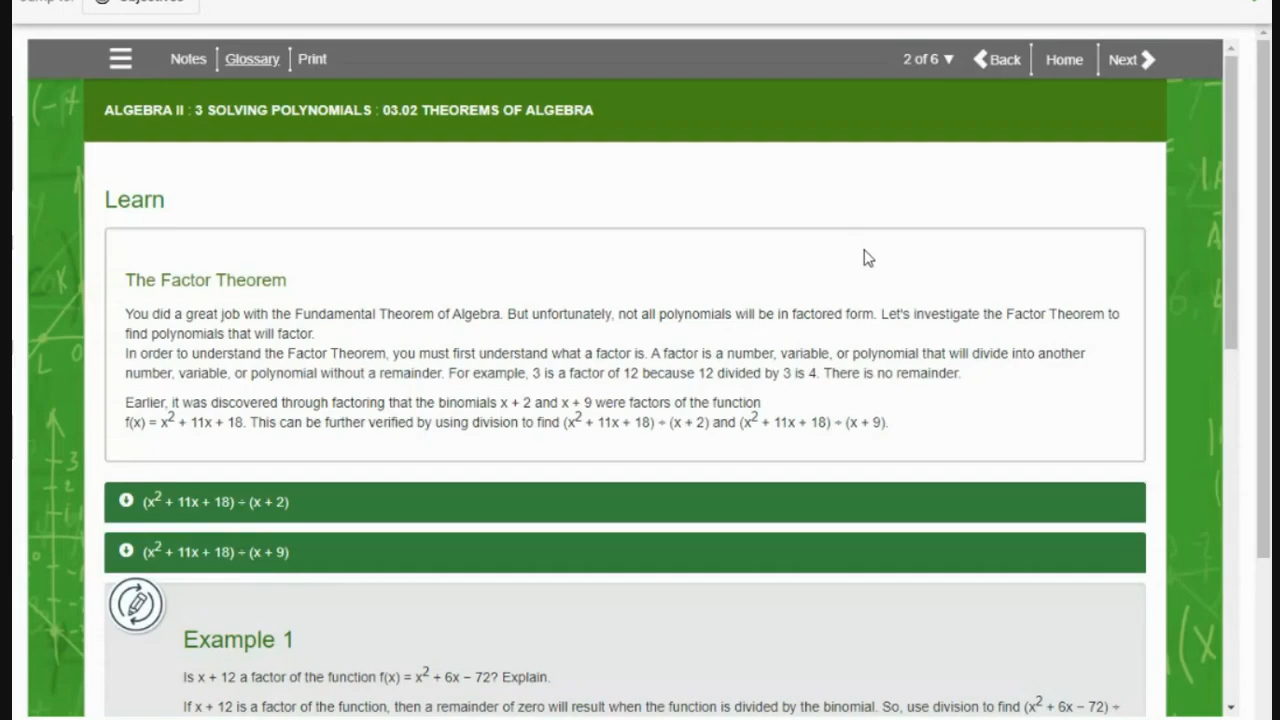 Notes | Glossary | Print
2 of 6 ▼ Back | Home | Next
ALGEBRA II : 3 SOLVING POLYNOMIALS : 03.02 THEOREMS OF ALGEBRA
Learn
The Factor Theorem
You did a great job with the Fundamental Theorem of Algebra. But unfortunately, not all polynomials will be in factored form. Let's investigate the Factor Theorem to
find polynomials that will factor.
In order to understand the Factor Theorem, you must first understand what a factor is. A factor is a number, variable, or polynomial that will divide into another
number, variable, or polynomial without a remainder. For example, 3 is a factor of 12 because 12 divided by 3 is 4. There is no remainder.
Earlier, it was discovered through factoring that the binomials x + 2 and x + 9 were factors of the function
f(x) = x² + 11x + 18. This can be further verified by using division to find (x² + 11x + 18) ÷ (x + 2) and (x² + 11x + 18) ÷ (x + 9).
(x² + 11x + 18) ÷ (x + 2)
(x² + 11x + 18) ÷ (x + 9)
Example 1
Is x + 12 a factor of the function f(x) = x² + 6x − 72? Explain.
If x + 12 is a factor of the function, then a remainder of zero will result when the function is divided by the binomial. So, use division to find (x² + 6x − 72) ÷